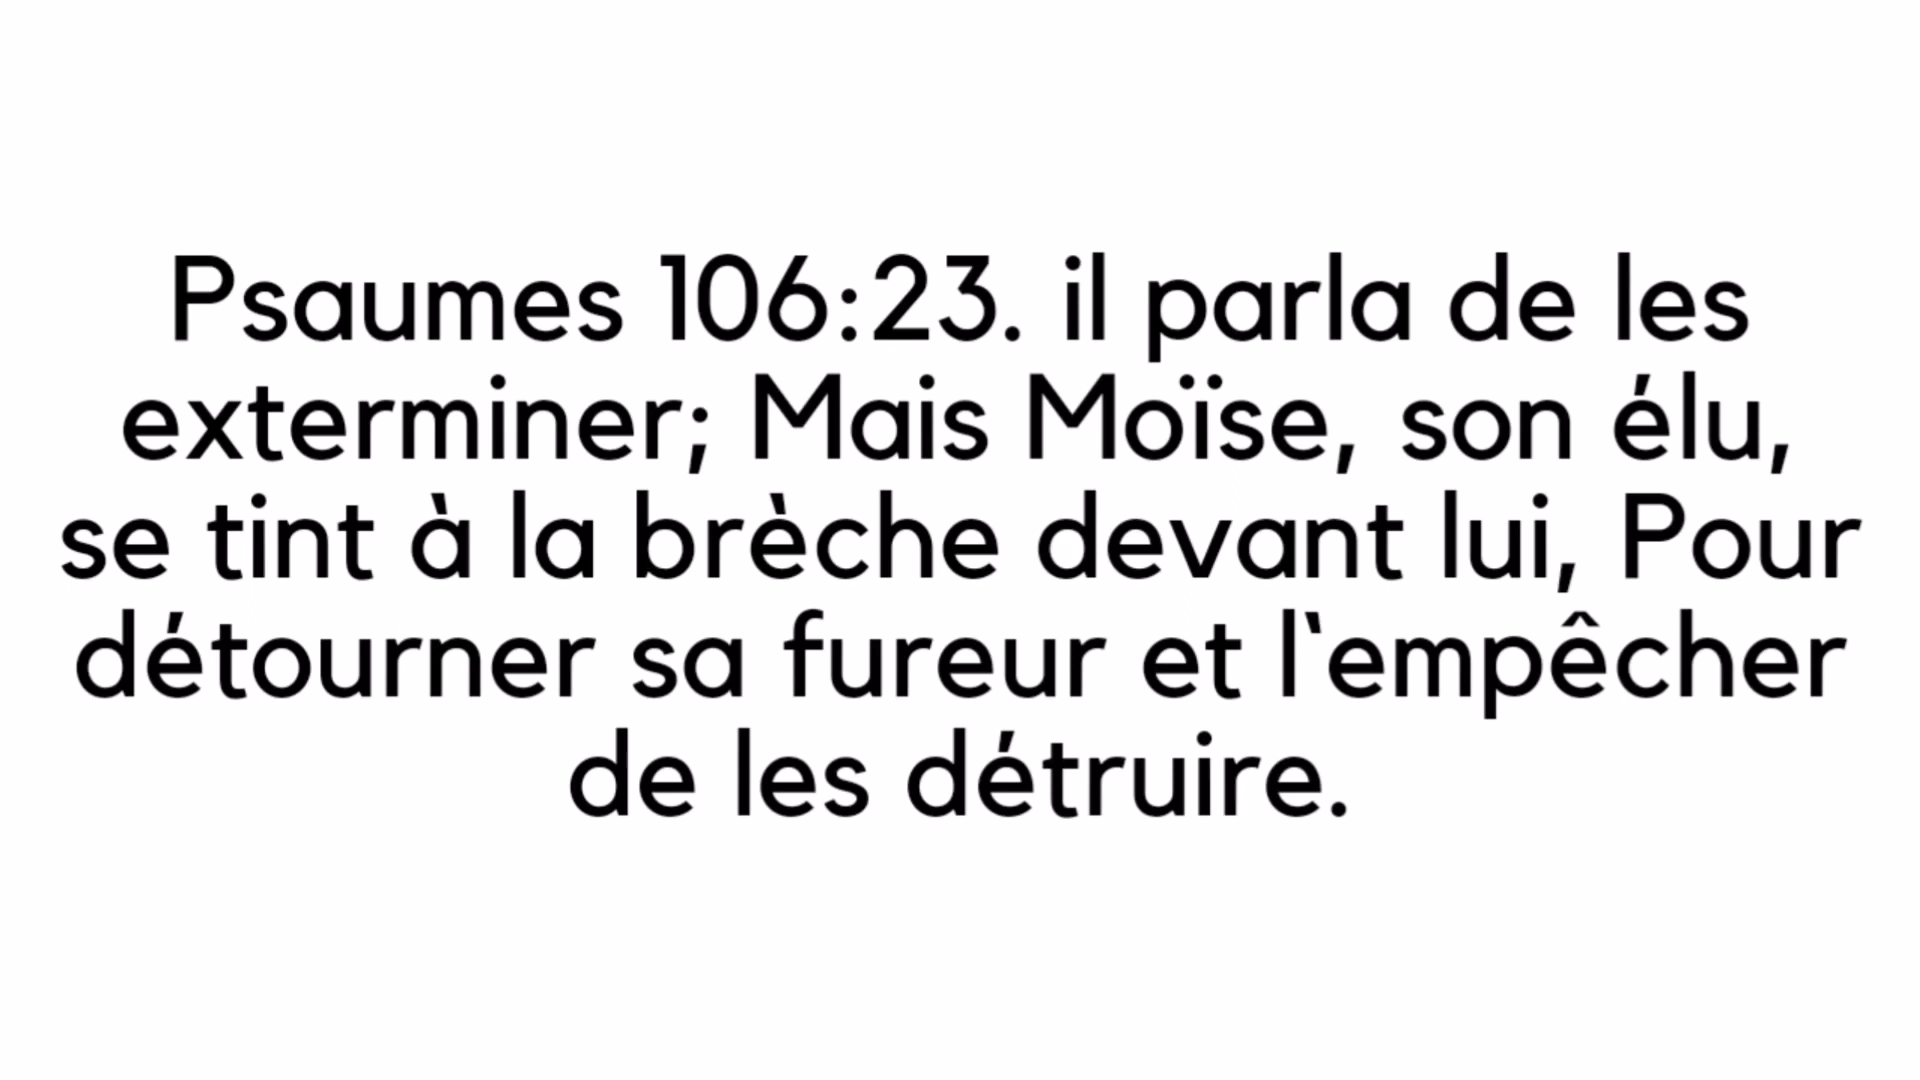 Psaumes 106:23. il parla de les
exterminer; Mais Moïse, son élu,
se tint à la brèche devant lui, Pour
détourner sa fureur et l‛empêcher
de les détruire.